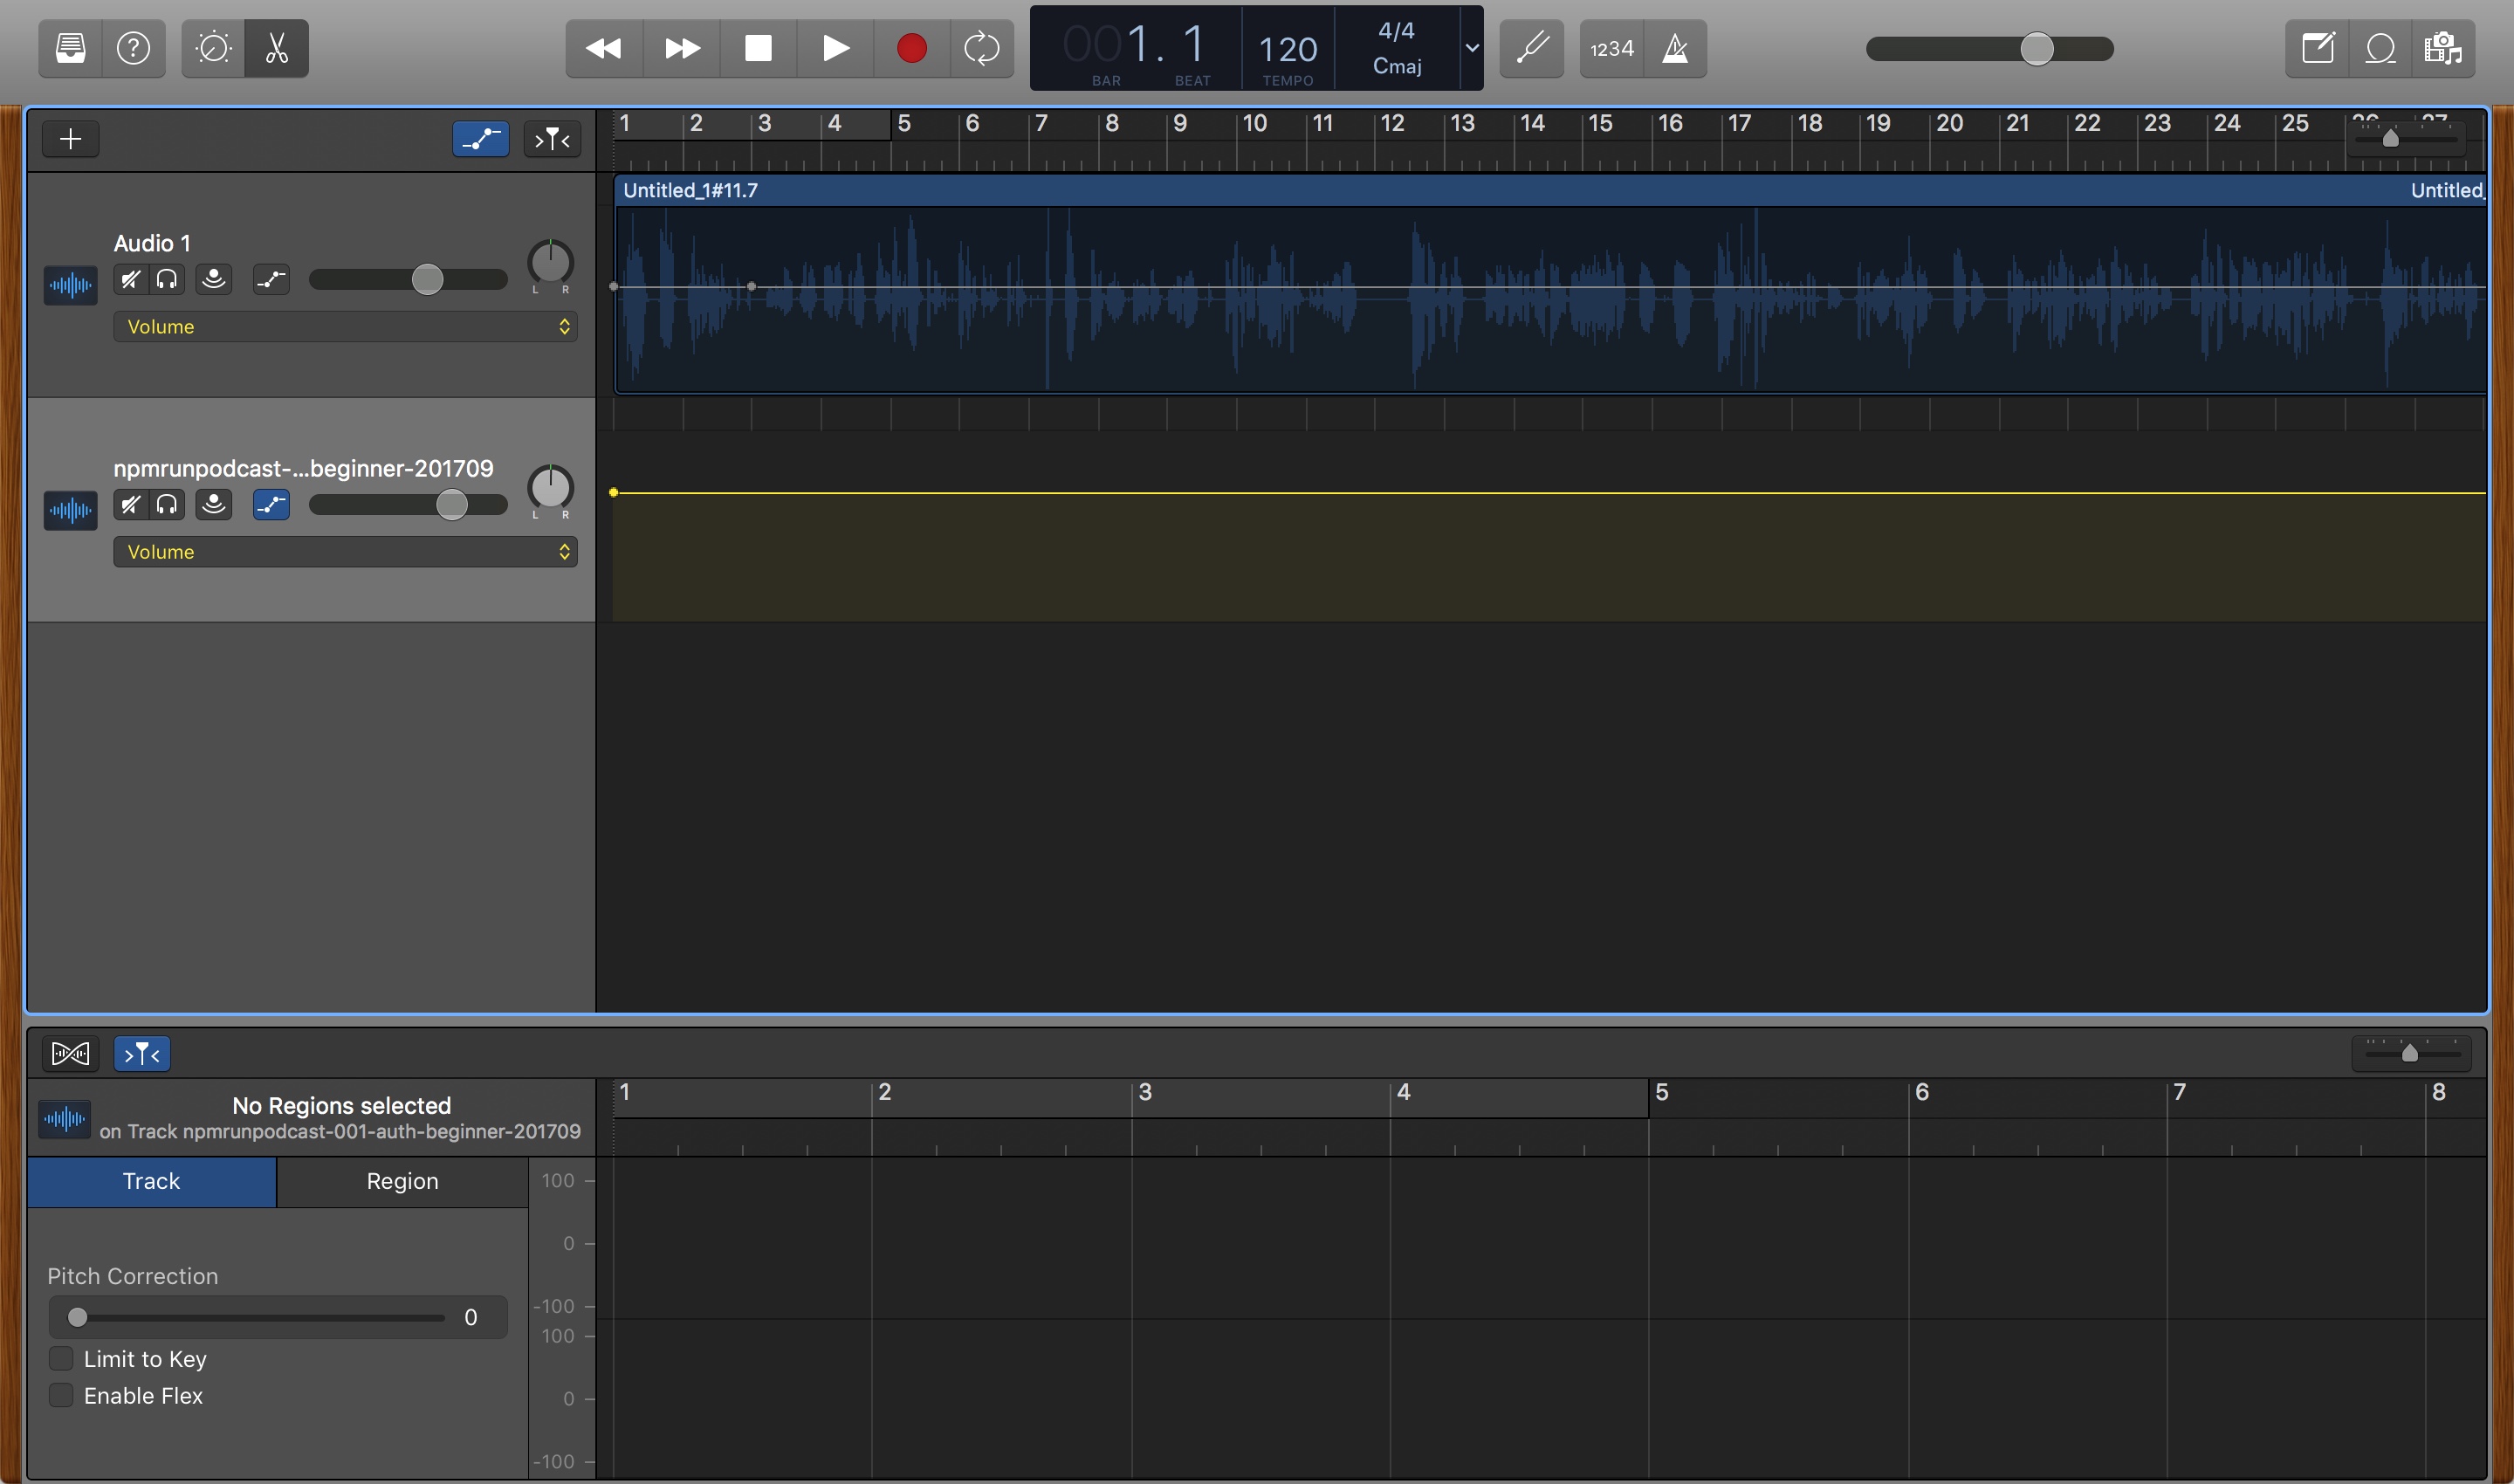 001. 1
BAR BEAT
120
TEMPO
4/4
Cmaj
1234
1 2 3 4 5 6 7 8 9 10 11 12 13 14 15 16 17 18 19 20 21 22 23 24 25 26 27
Untitled_1#11.7 Untitled_
Audio 1
L R
Volume
npmrunpodcast-...beginner-201709
L R
Volume
No Regions selected
on Track npmrunpodcast-001-auth-beginner-201709
1 2 3 4 5 6 7 8
Track Region
100
0
-100
100
0
-100
Pitch Correction
0
Limit to Key
Enable Flex